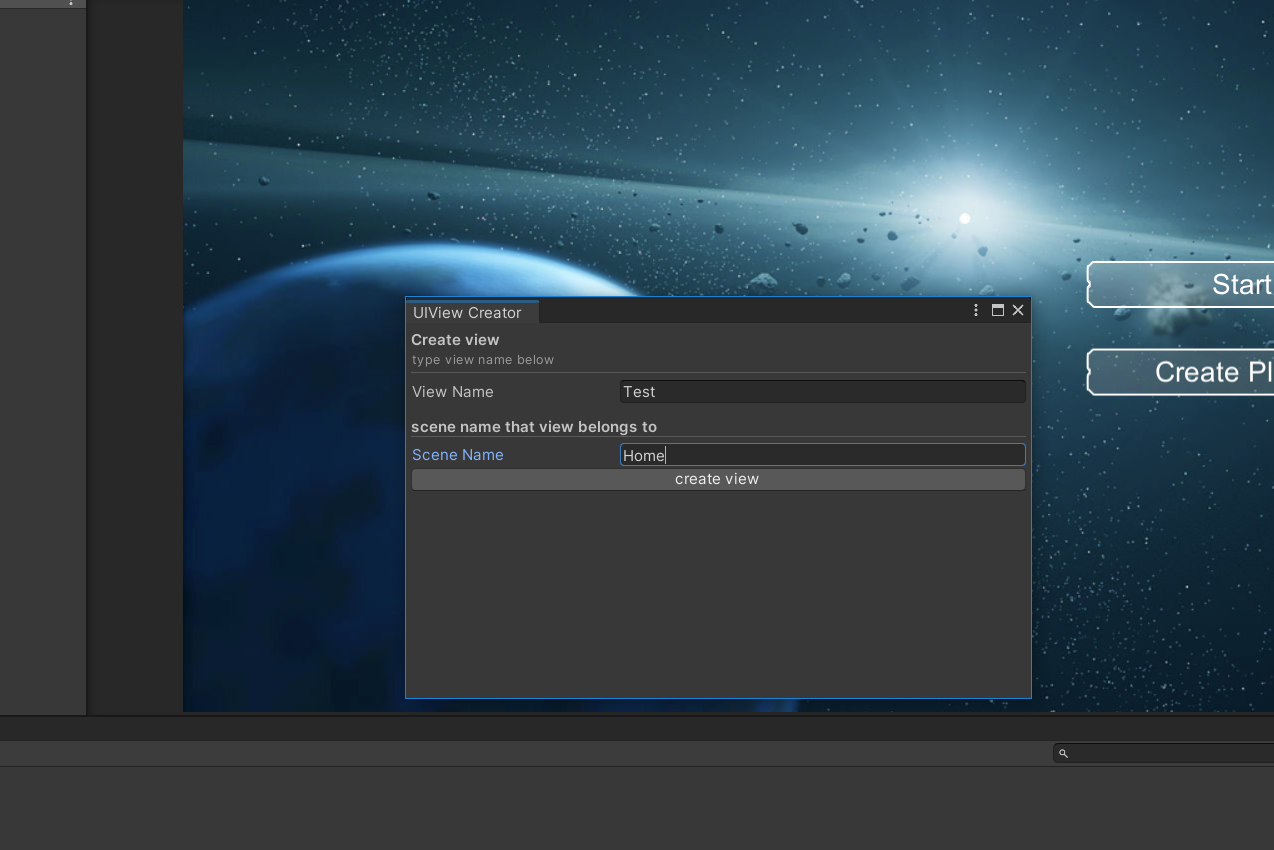 Start
Create Pl
UIView Creator
Create view
type view name below
View Name Test
scene name that view belongs to
Scene Name Home
create view